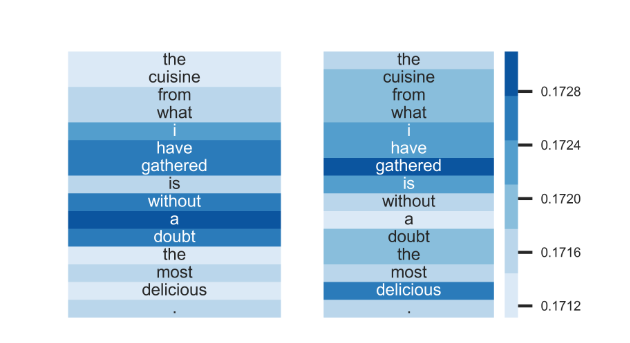 the
cuisine
from
what
i
have
gathered
is
without
a
doubt
the
most
delicious
.
the
cuisine
from
what
i
have
gathered
is
without
a
doubt
the
most
delicious
.
0.1728
0.1724
0.1720
0.1716
0.1712